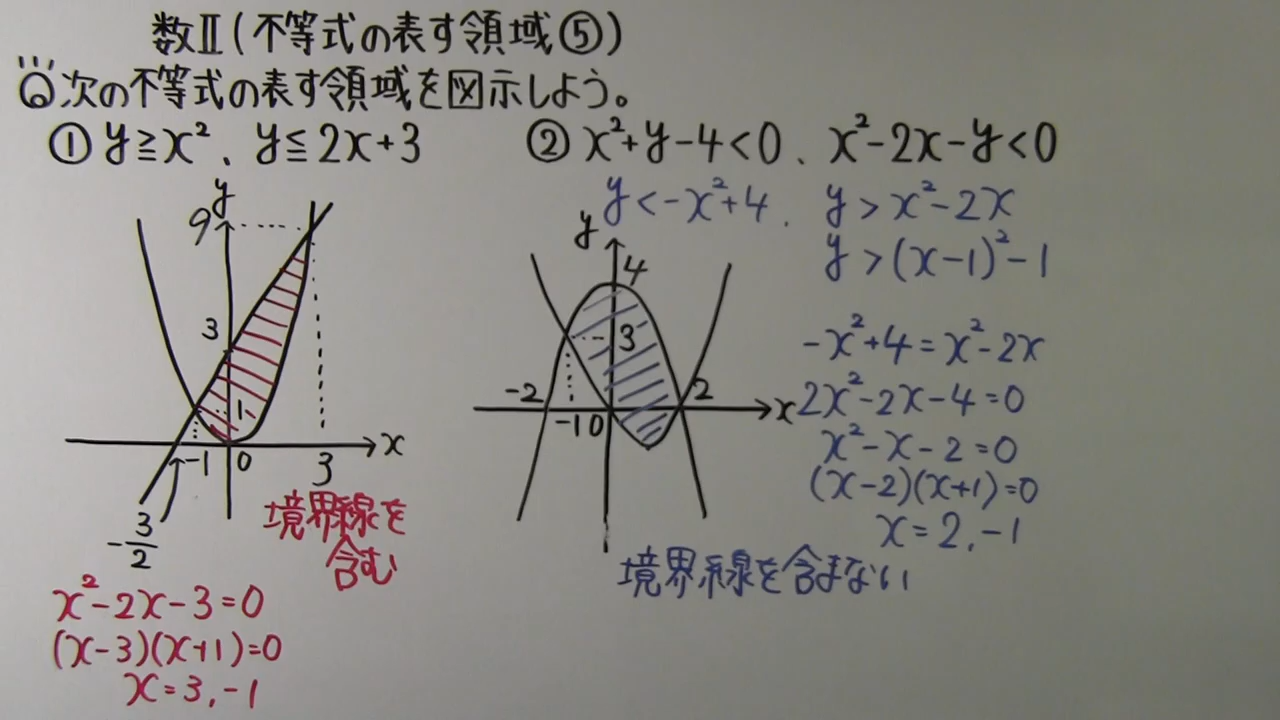 数Ⅱ(不等式の表す領域⑤)
Q次の不等式の表す領域を図示しよう。
① y≧x²、y≦2x+3
y
9
3
1
-1 0 3 x
-3/2
境界線を
含む
x²-2x-3=0
(x-3)(x+1)=0
x=3,-1
② x²+y-4<0、x²-2x-y<0
y<-x²+4、y>x²-2x
y>(x-1)²-1
y
4
3
-2 2 x
-1 0
-x²+4=x²-2x
2x²-2x-4=0
x²-x-2=0
(x-2)(x+1)=0
x=2,-1
境界線を含まない